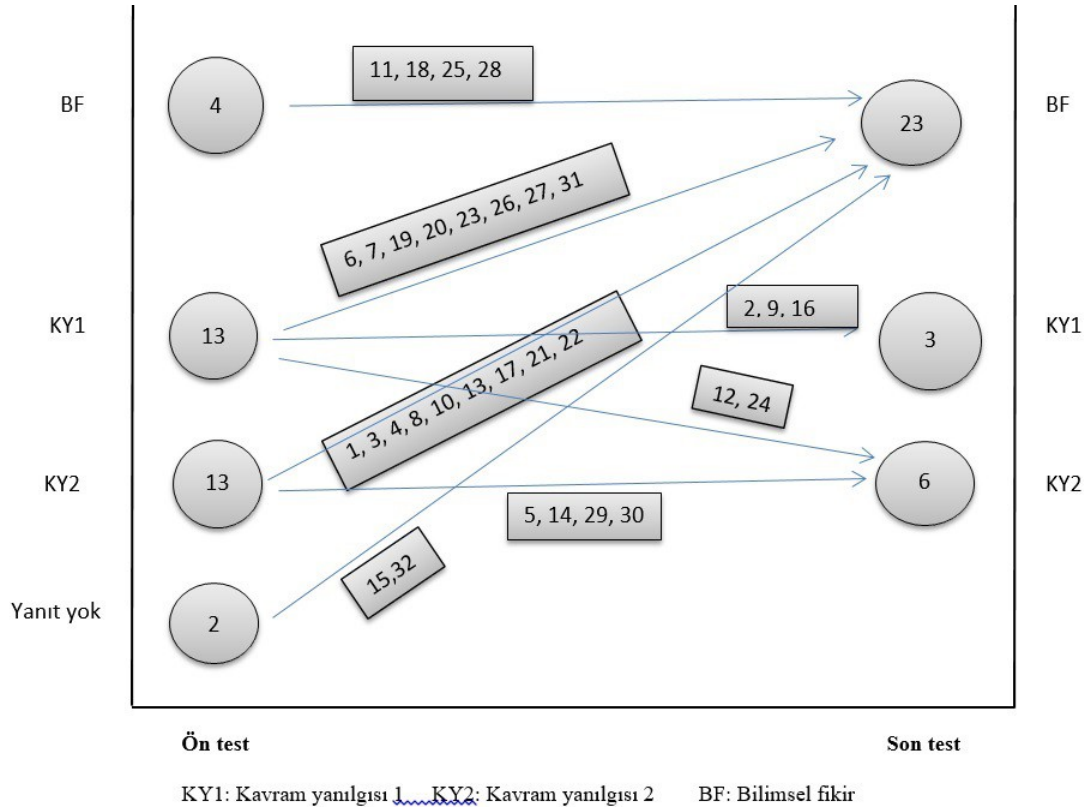 11, 18, 25, 28
BF
4
23
BF
6, 7, 19, 20, 23, 26, 27, 31
KY1
13
2, 9, 16
3
KY1
1, 3, 4, 8, 10, 13, 17, 21, 22
12, 24
KY2
13
6
KY2
5, 14, 29, 30
15,32
Yanıt yok
2
Ön test
Son test
KY1: Kavram yanılgısı 1 KY2: Kavram yanılgısı 2 BF: Bilimsel fikir